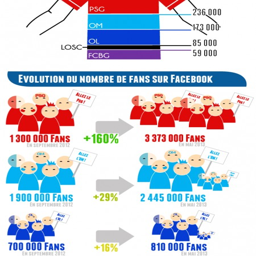 PSG
236 000
OM
173 000
OL
85 000
LOSC
59 000
FCBG
EVOLUTION DU NOMBRE DE FANS SUR FACEBOOK
1 300 000 FANS
EN SEPTEMBRE 2012
+160%
3 373 000 FAN
EN MAI 2013
1 900 000 FANS
EN SEPTEMBRE 2012
+29%
2 445 000 FANS
EN MAI 2013
700 000 FANS
EN SEPTEMBRE 2012
+16%
810 000 FANS
EN MAI 2013